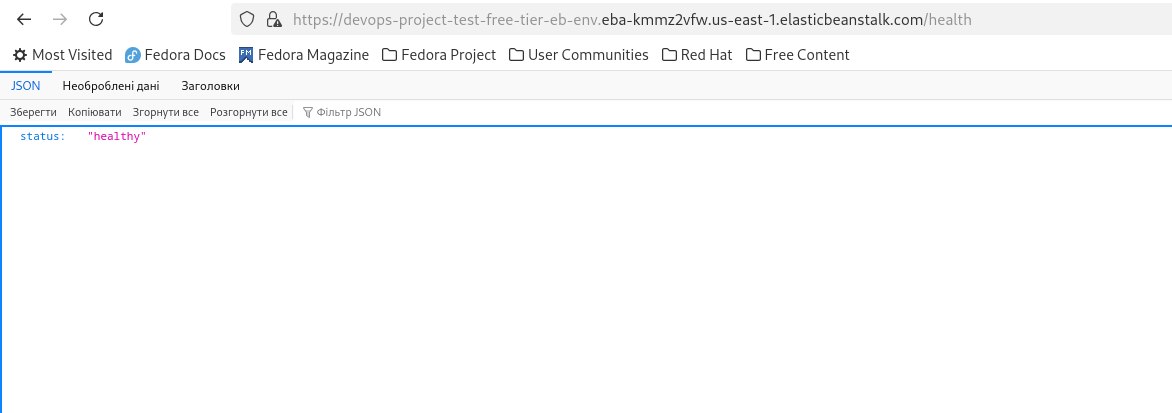 https://devops-project-test-free-tier-eb-env.eba-kmmz2vfw.us-east-1.elasticbeanstalk.com/health
Most Visited Fedora Docs FM Fedora Magazine Fedora Project User Communities Red Hat Free Content
JSON Необроблені дані Заголовки
Зберегти Копіювати Згорнути все Розгорнути все Фільтр JSON
status: "healthy"